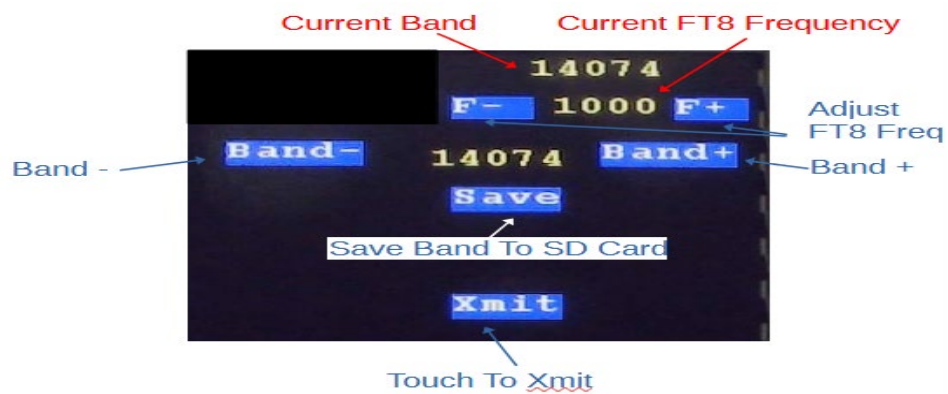 Current Band
Current FT8 Frequency
14074
F-
1000
F+
Adjust
FT8 Freq
Band -
Band-
14074
Band+
Band +
Save
Save Band To SD Card
Xmit
Touch To Xmit